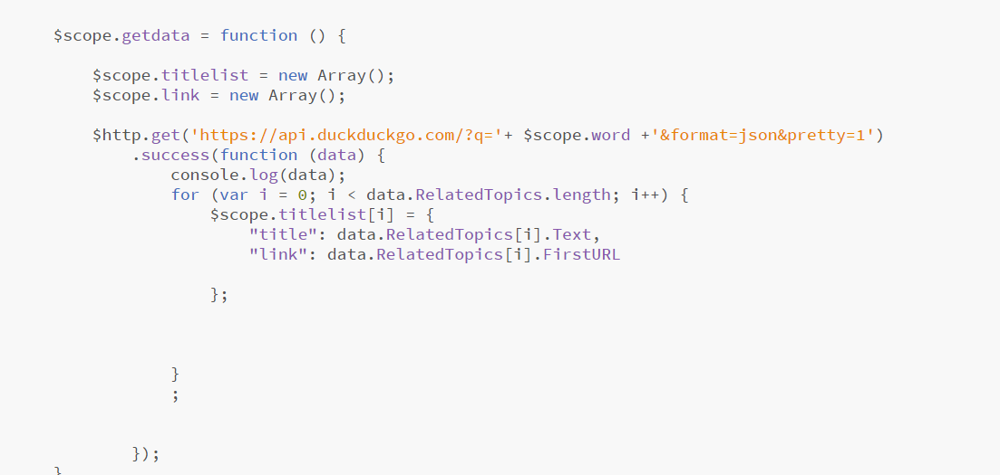 $scope.getdata = function () {
$scope.titlelist = new Array();
$scope.link = new Array();
$http.get('https://api.duckduckgo.com/?q='+ $scope.word +'&format=json&pretty=1')
.success(function (data) {
console.log(data);
for (var i = 0; i < data.RelatedTopics.length; i++) {
$scope.titlelist[i] = {
"title": data.RelatedTopics[i].Text,
"link": data.RelatedTopics[i].FirstURL
};
}
;
});
}